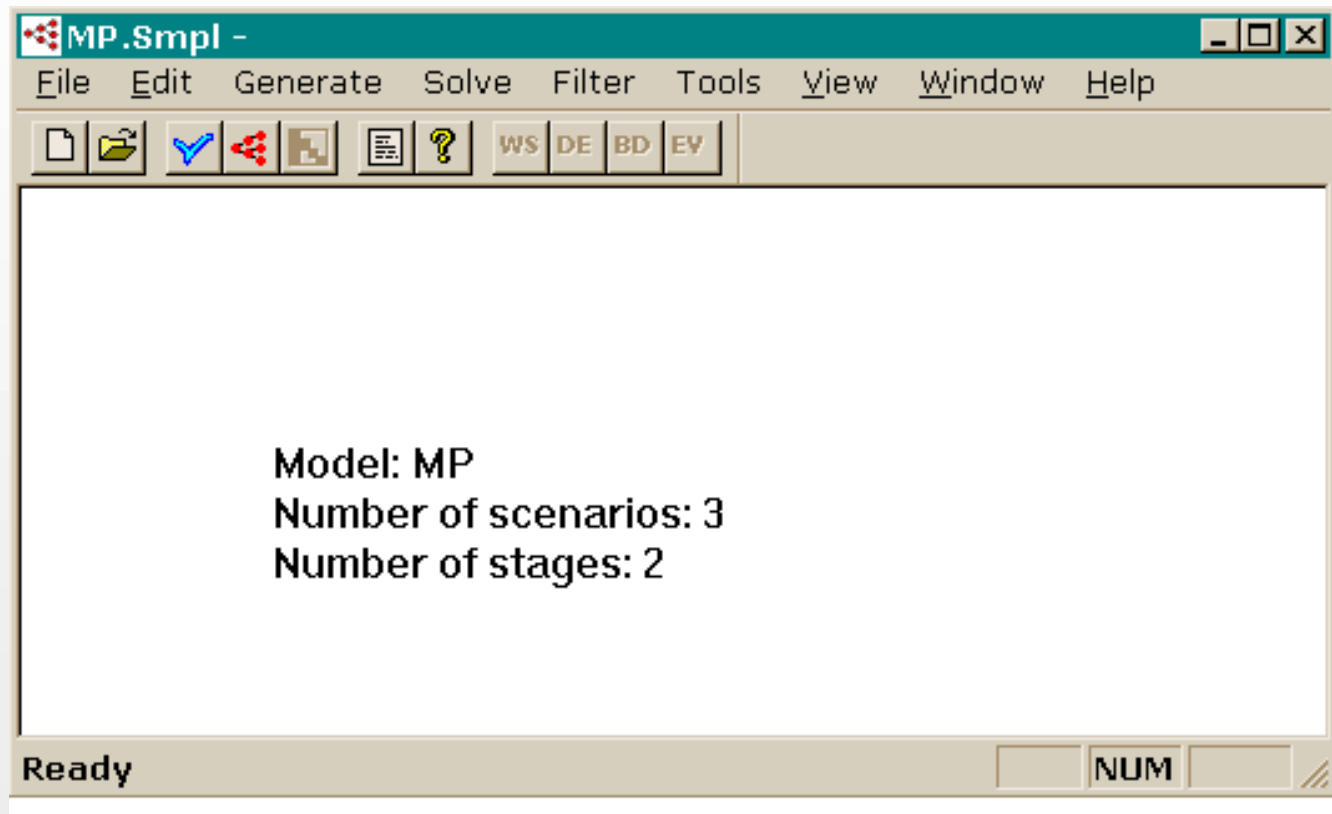 MP.Smpl -
File Edit Generate Solve Filter Tools View Window Help
? WS DE BD EV
Model: MP
Number of scenarios: 3
Number of stages: 2
Ready NUM